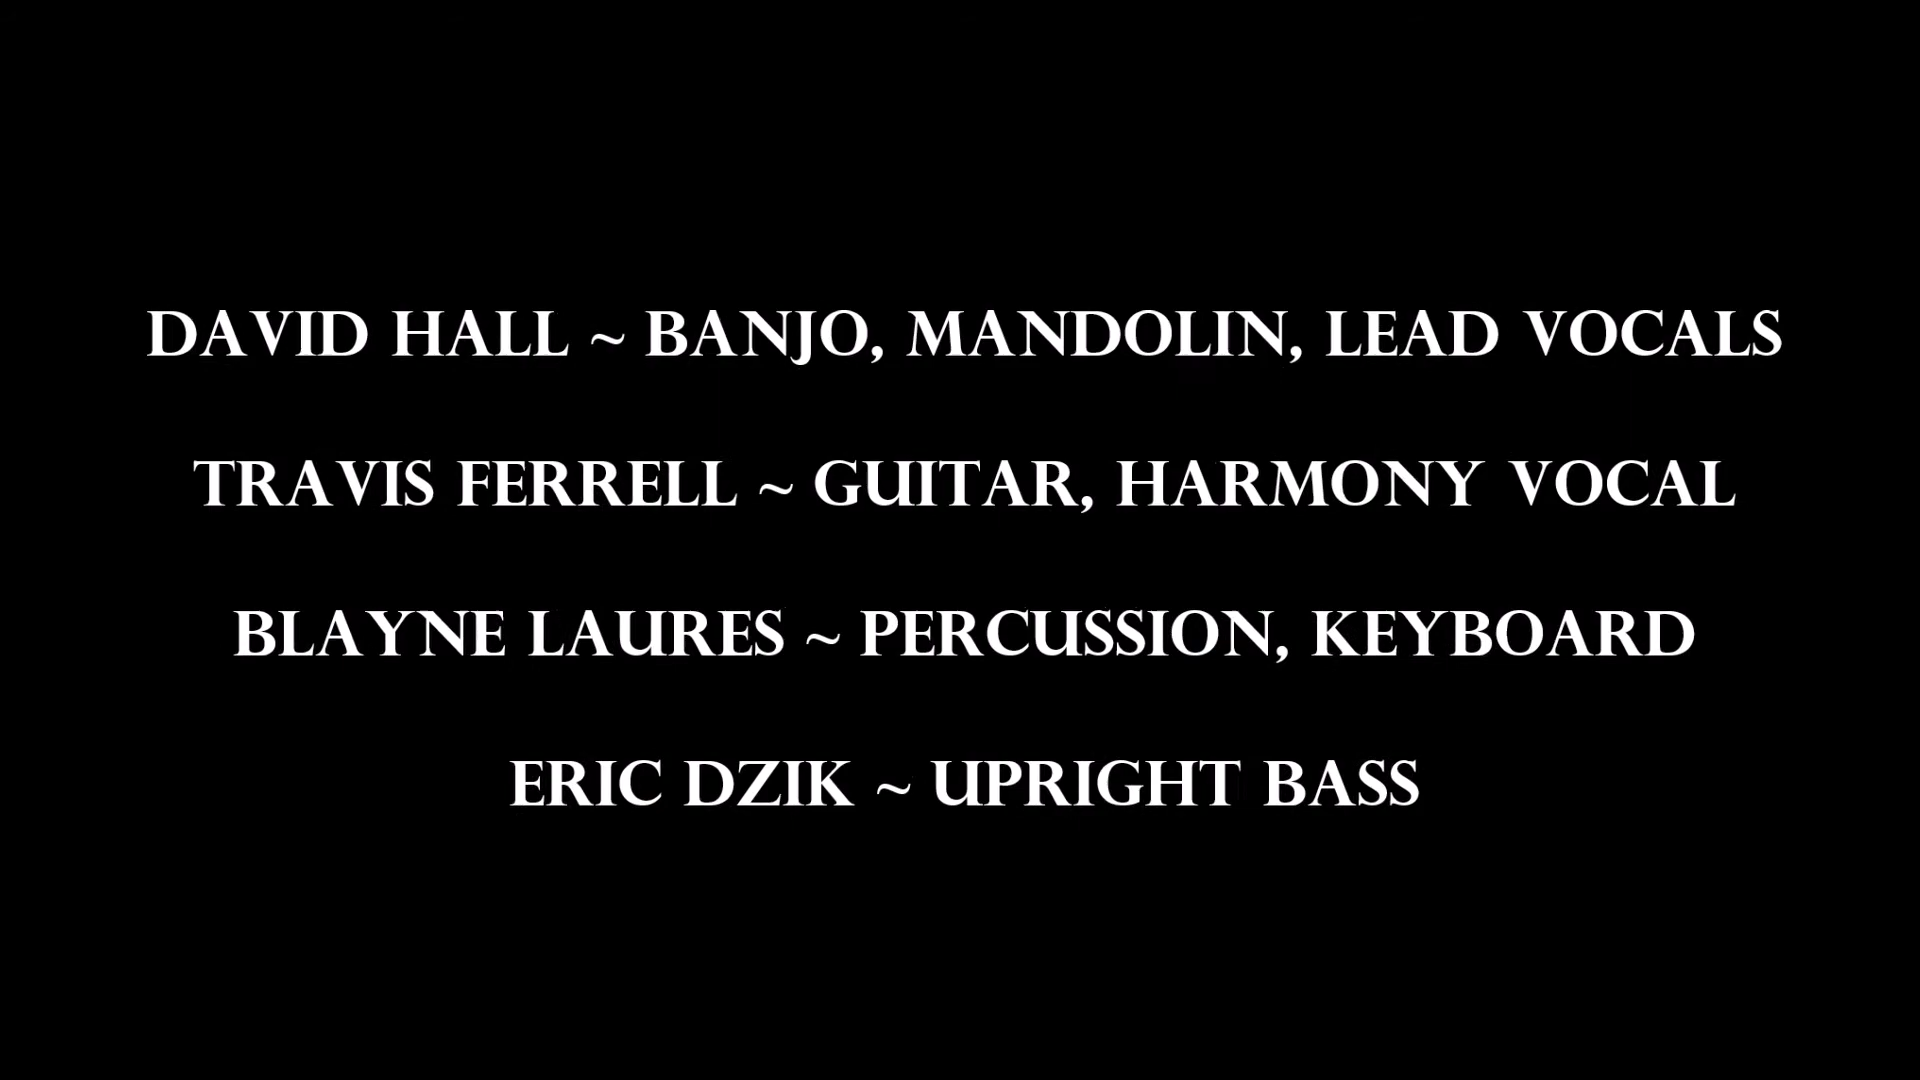 DAVID HALL ~ BANJO, MANDOLIN, LEAD VOCALS
TRAVIS FERRELL ~ GUITAR, HARMONY VOCAL
BLAYNE LAURES ~ PERCUSSION, KEYBOARD
ERIC DZIK ~ UPRIGHT BASS